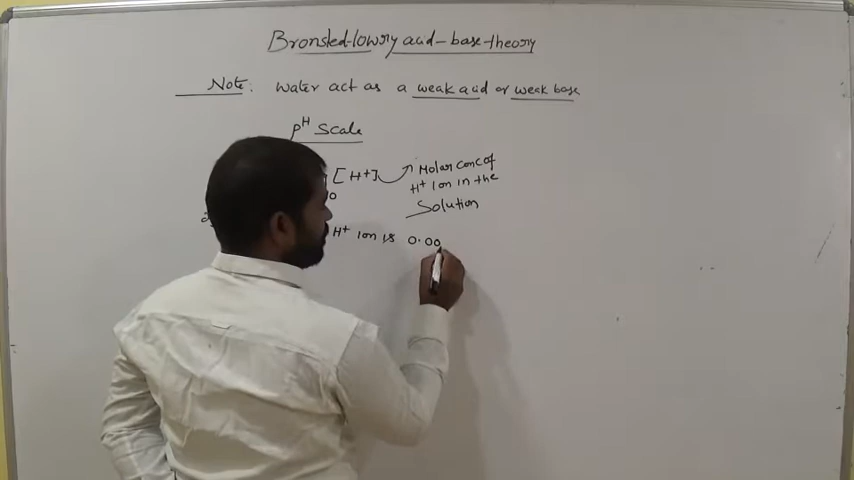 Bronsted-lowry acid-base-theory
Note: water act as a weak acid or weak base
pH Scale
[H+] Molar conc of
H+ Ion in the
Solution
H+ Ion is 0.00